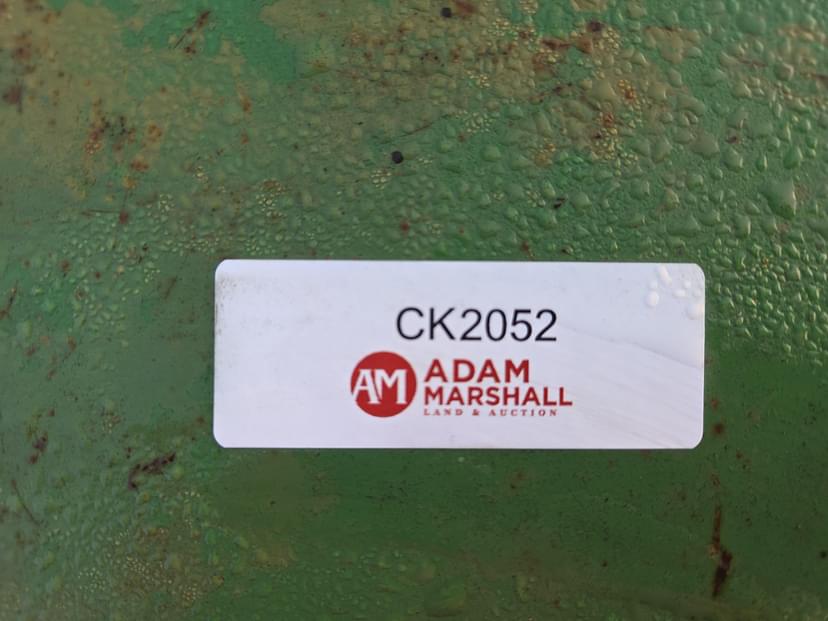 CK2052
AM ADAM
MARSHALL
LAND & AUCTION